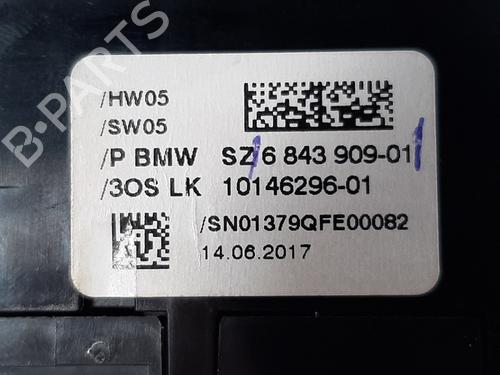 B-PARTS
/HW05
/SW05
/P BMW SZ 6 843 909-01
/3OS LK 10146296-01
/SN01379QFE00082
14.06.2017